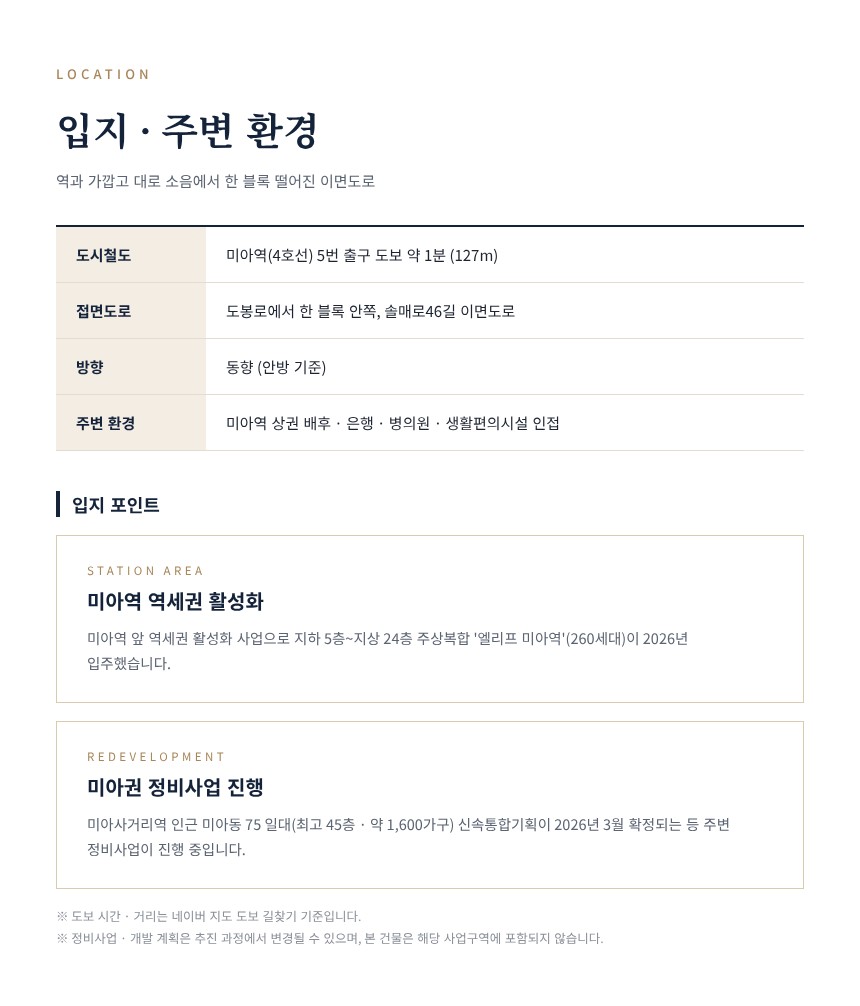 LOCATION
입지 · 주변 환경
역과 가깝고 대로 소음에서 한 블록 떨어진 이면도로
도시철도 미아역(4호선) 5번 출구 도보 약 1분 (127m)
접면도로 도봉로에서 한 블록 안쪽, 솔매로46길 이면도로
방향 동향 (안방 기준)
주변 환경 미아역 상권 배후 · 은행 · 병의원 · 생활편의시설 인접
입지 포인트
STATION AREA
미아역 역세권 활성화
미아역 앞 역세권 활성화 사업으로 지하 5층~지상 24층 주상복합 '엘리프 미아역'(260세대)이 2026년
입주했습니다.
REDEVELOPMENT
미아권 정비사업 진행
미아사거리역 인근 미아동 75 일대(최고 45층 · 약 1,600가구) 신속통합기획이 2026년 3월 확정되는 등 주변
정비사업이 진행 중입니다.
※ 도보 시간 · 거리는 네이버 지도 도보 길찾기 기준입니다.
※ 정비사업 · 개발 계획은 추진 과정에서 변경될 수 있으며, 본 건물은 해당 사업구역에 포함되지 않습니다.